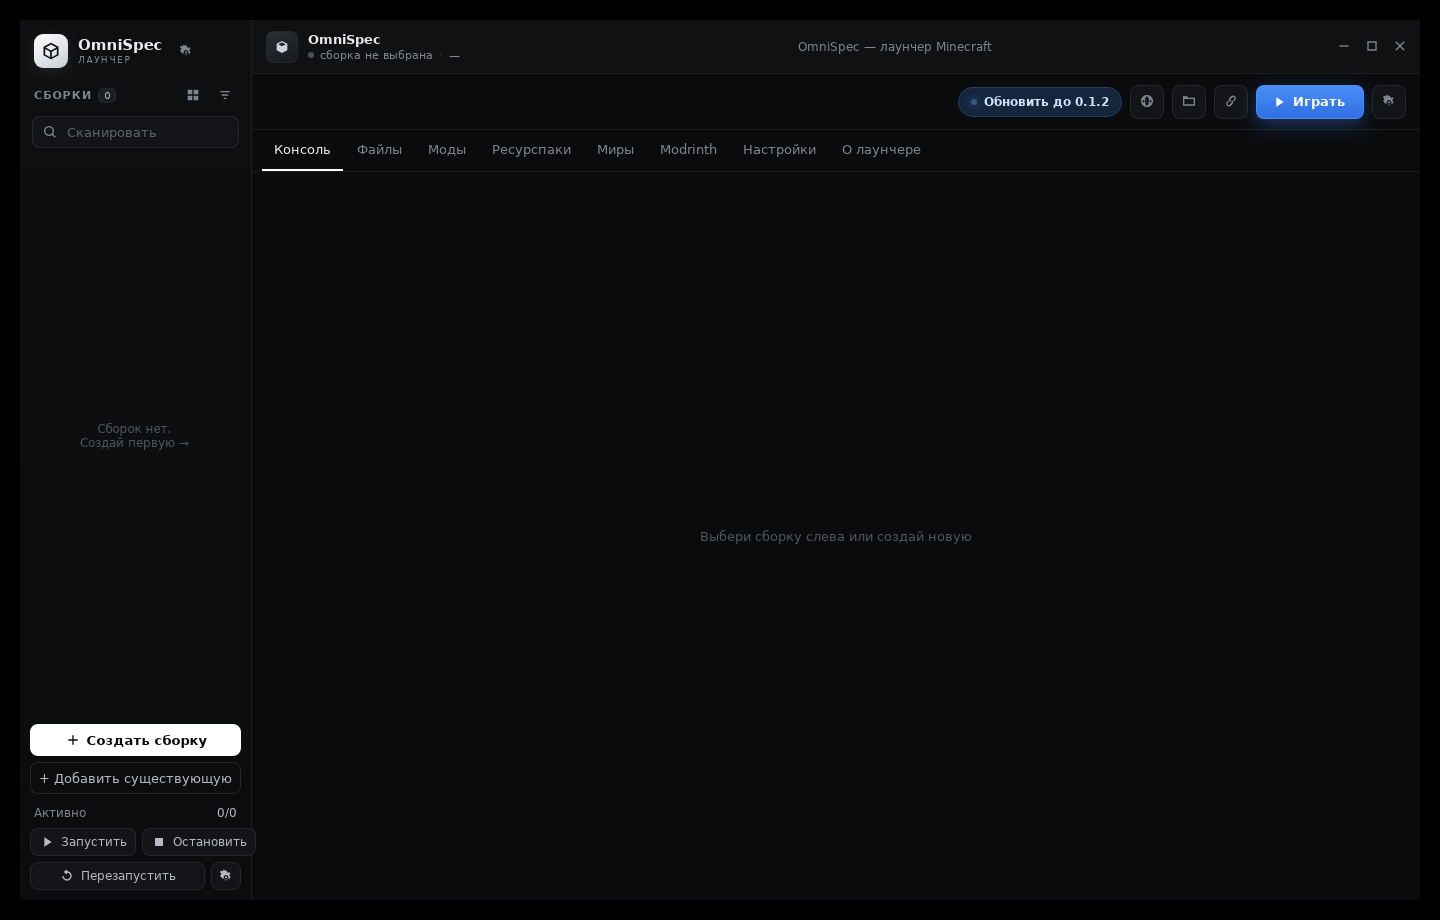 OmniSpec
ЛАУНЧЕР
СБОРКИ 0
Сканировать
Сборок нет.
Создай первую →
+ Создать сборку
+ Добавить существующую
Активно 0/0
Запустить Остановить
Перезапустить
OmniSpec
сборка не выбрана · —
OmniSpec — лаунчер Minecraft
Обновить до 0.1.2
Играть
Консоль Файлы Моды Ресурспаки Миры Modrinth Настройки О лаунчере
Выбери сборку слева или создай новую